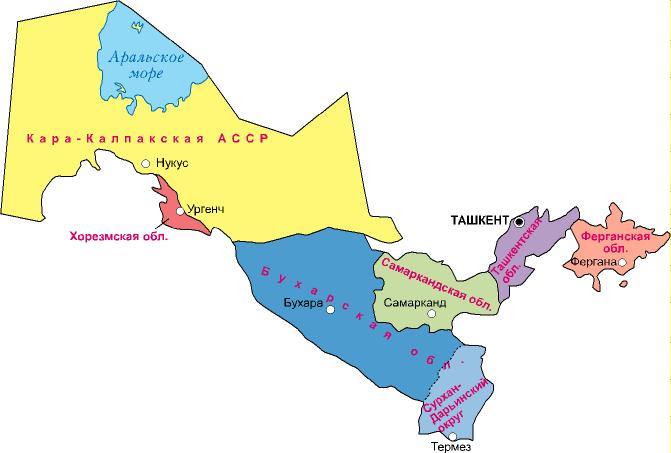 Аральское
море
Кара-Калпакская АССР
Нукус
Ургенч
Хорезмская обл.
ТАШКЕНТ
Ташкентская
обл.
Ферганская
обл.
Фергана
Самаркандская обл.
Самарканд
Бухарская обл.
Бухара
Сурхан-
Дарьинский
округ
Термез